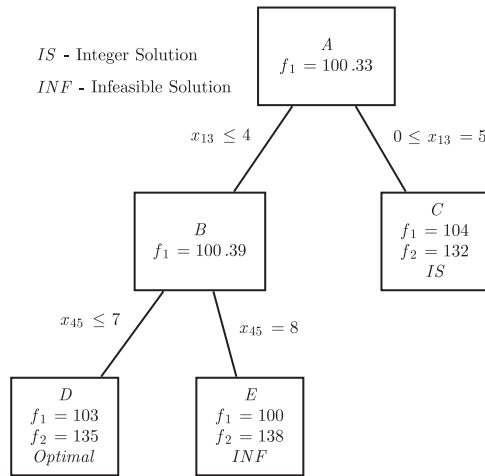 IS - Integer Solution
INF - Infeasible Solution
A
f₁ = 100 .33
x₁₃ ≤ 4
0 ≤ x₁₃ = 5
B
f₁ = 100 .39
C
f₁ = 104
f₂ = 132
IS
x₄₅ ≤ 7
x₄₅ = 8
D
f₁ = 103
f₂ = 135
Optimal
E
f₁ = 100
f₂ = 138
INF